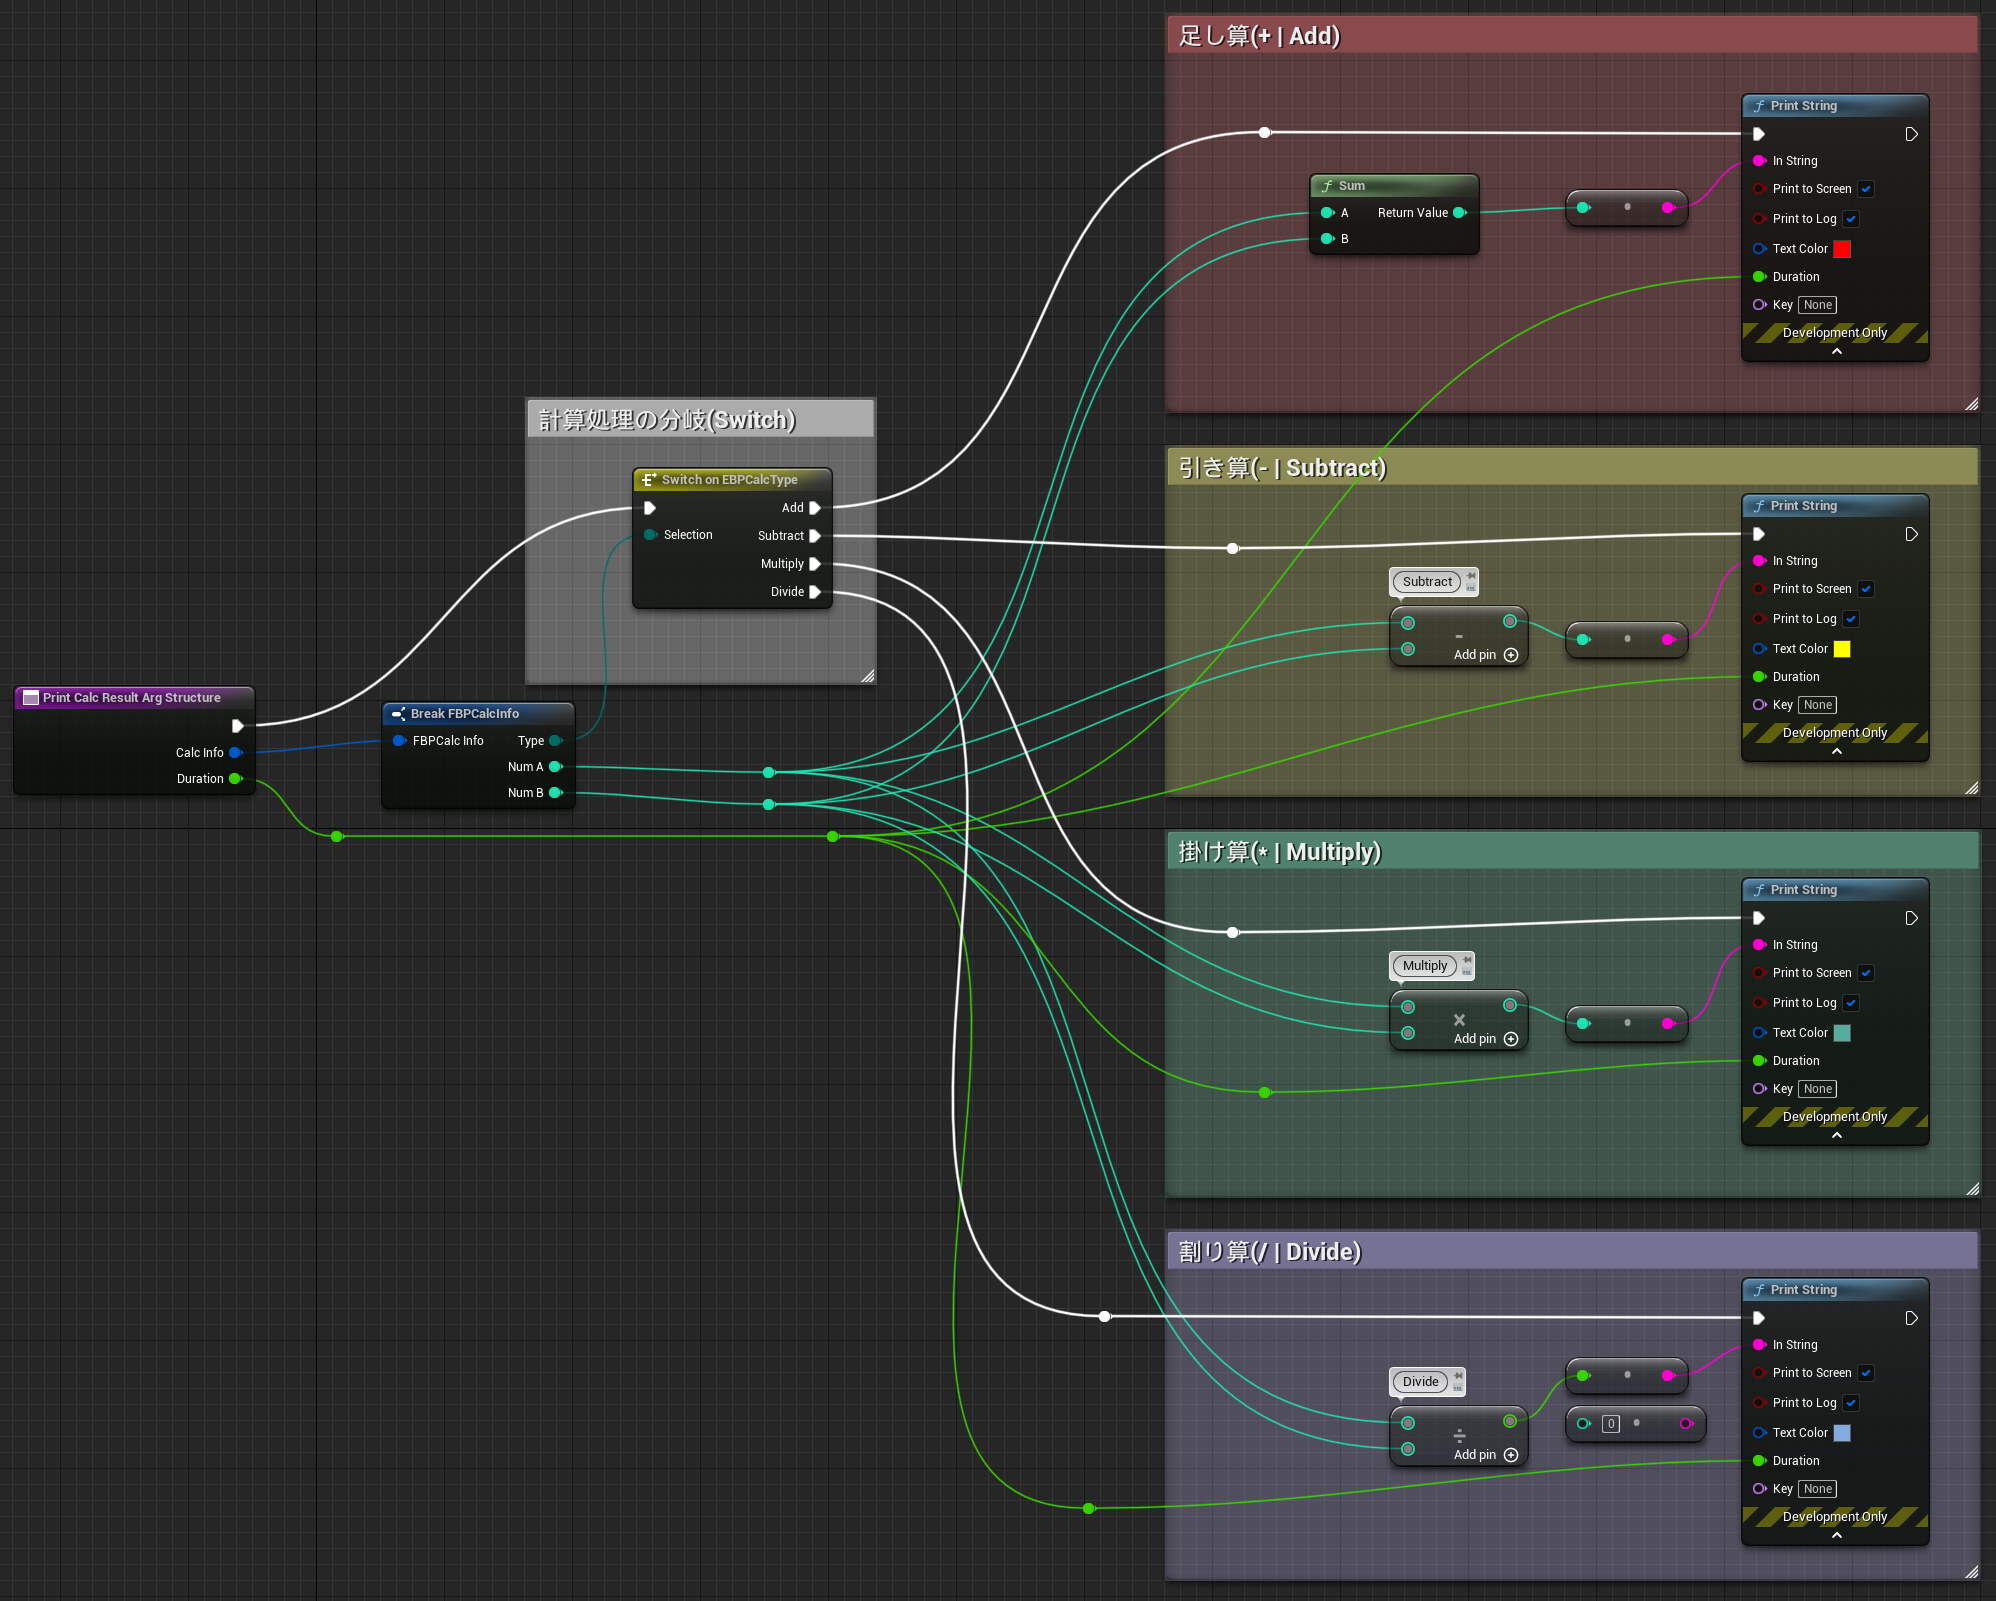 足し算(+ | Add)
Print String
In String
Print to Screen
Print to Log
Text Color
Duration
Key None
Development Only
Sum
A Return Value
B
計算処理の分岐(Switch)
Switch on EBPCalcType
Add
Selection Subtract
Multiply
Divide
引き算(- | Subtract)
Print String
In String
Print to Screen
Print to Log
Text Color
Duration
Key None
Development Only
Subtract
-
Add pin
Print Calc Result Arg Structure
Calc Info
Duration
Break FBPCalcInfo
FBPCalc Info Type
Num A
Num B
掛け算(* | Multiply)
Print String
In String
Print to Screen
Print to Log
Text Color
Duration
Key None
Development Only
Multiply
×
Add pin
割り算(/ | Divide)
Print String
In String
Print to Screen
Print to Log
Text Color
Duration
Key None
Development Only
Divide
÷
Add pin
0